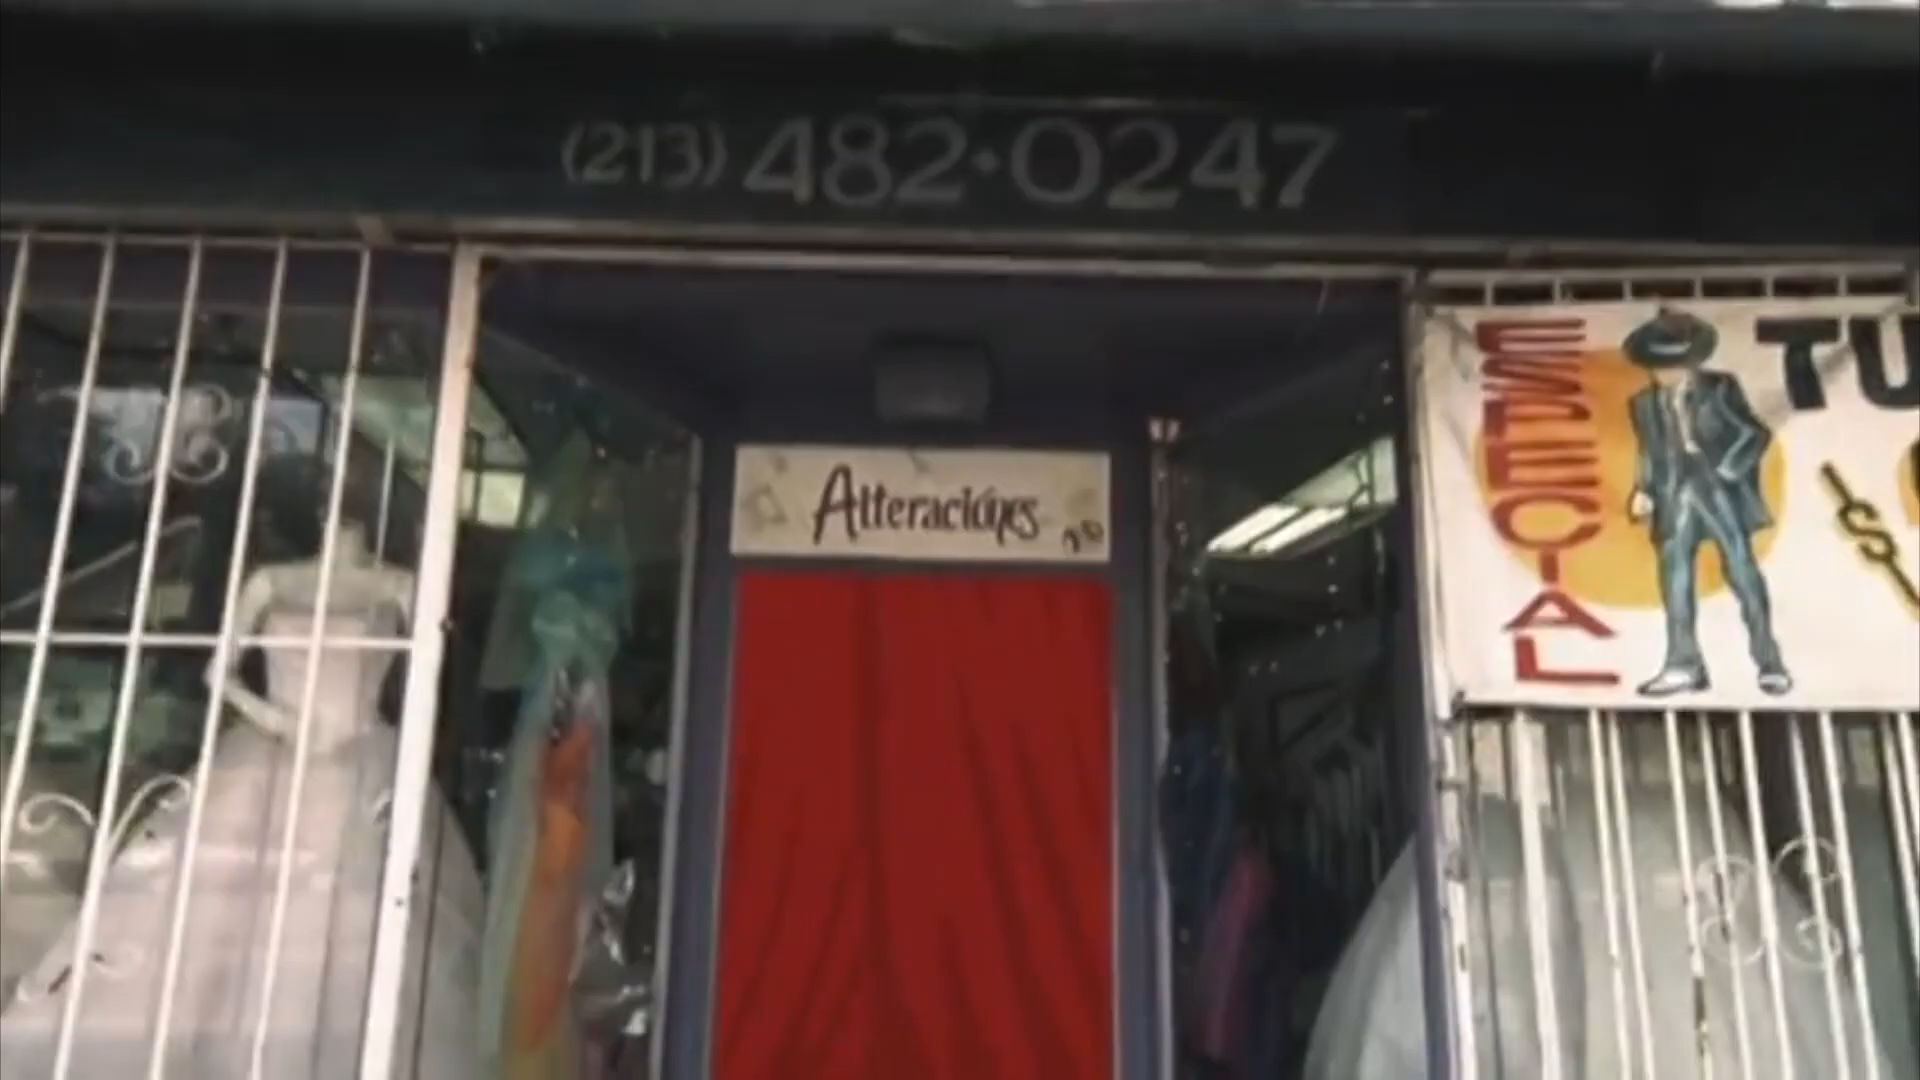 (213) 482·0247
Alteraciones
ESPECIAL
TU
$